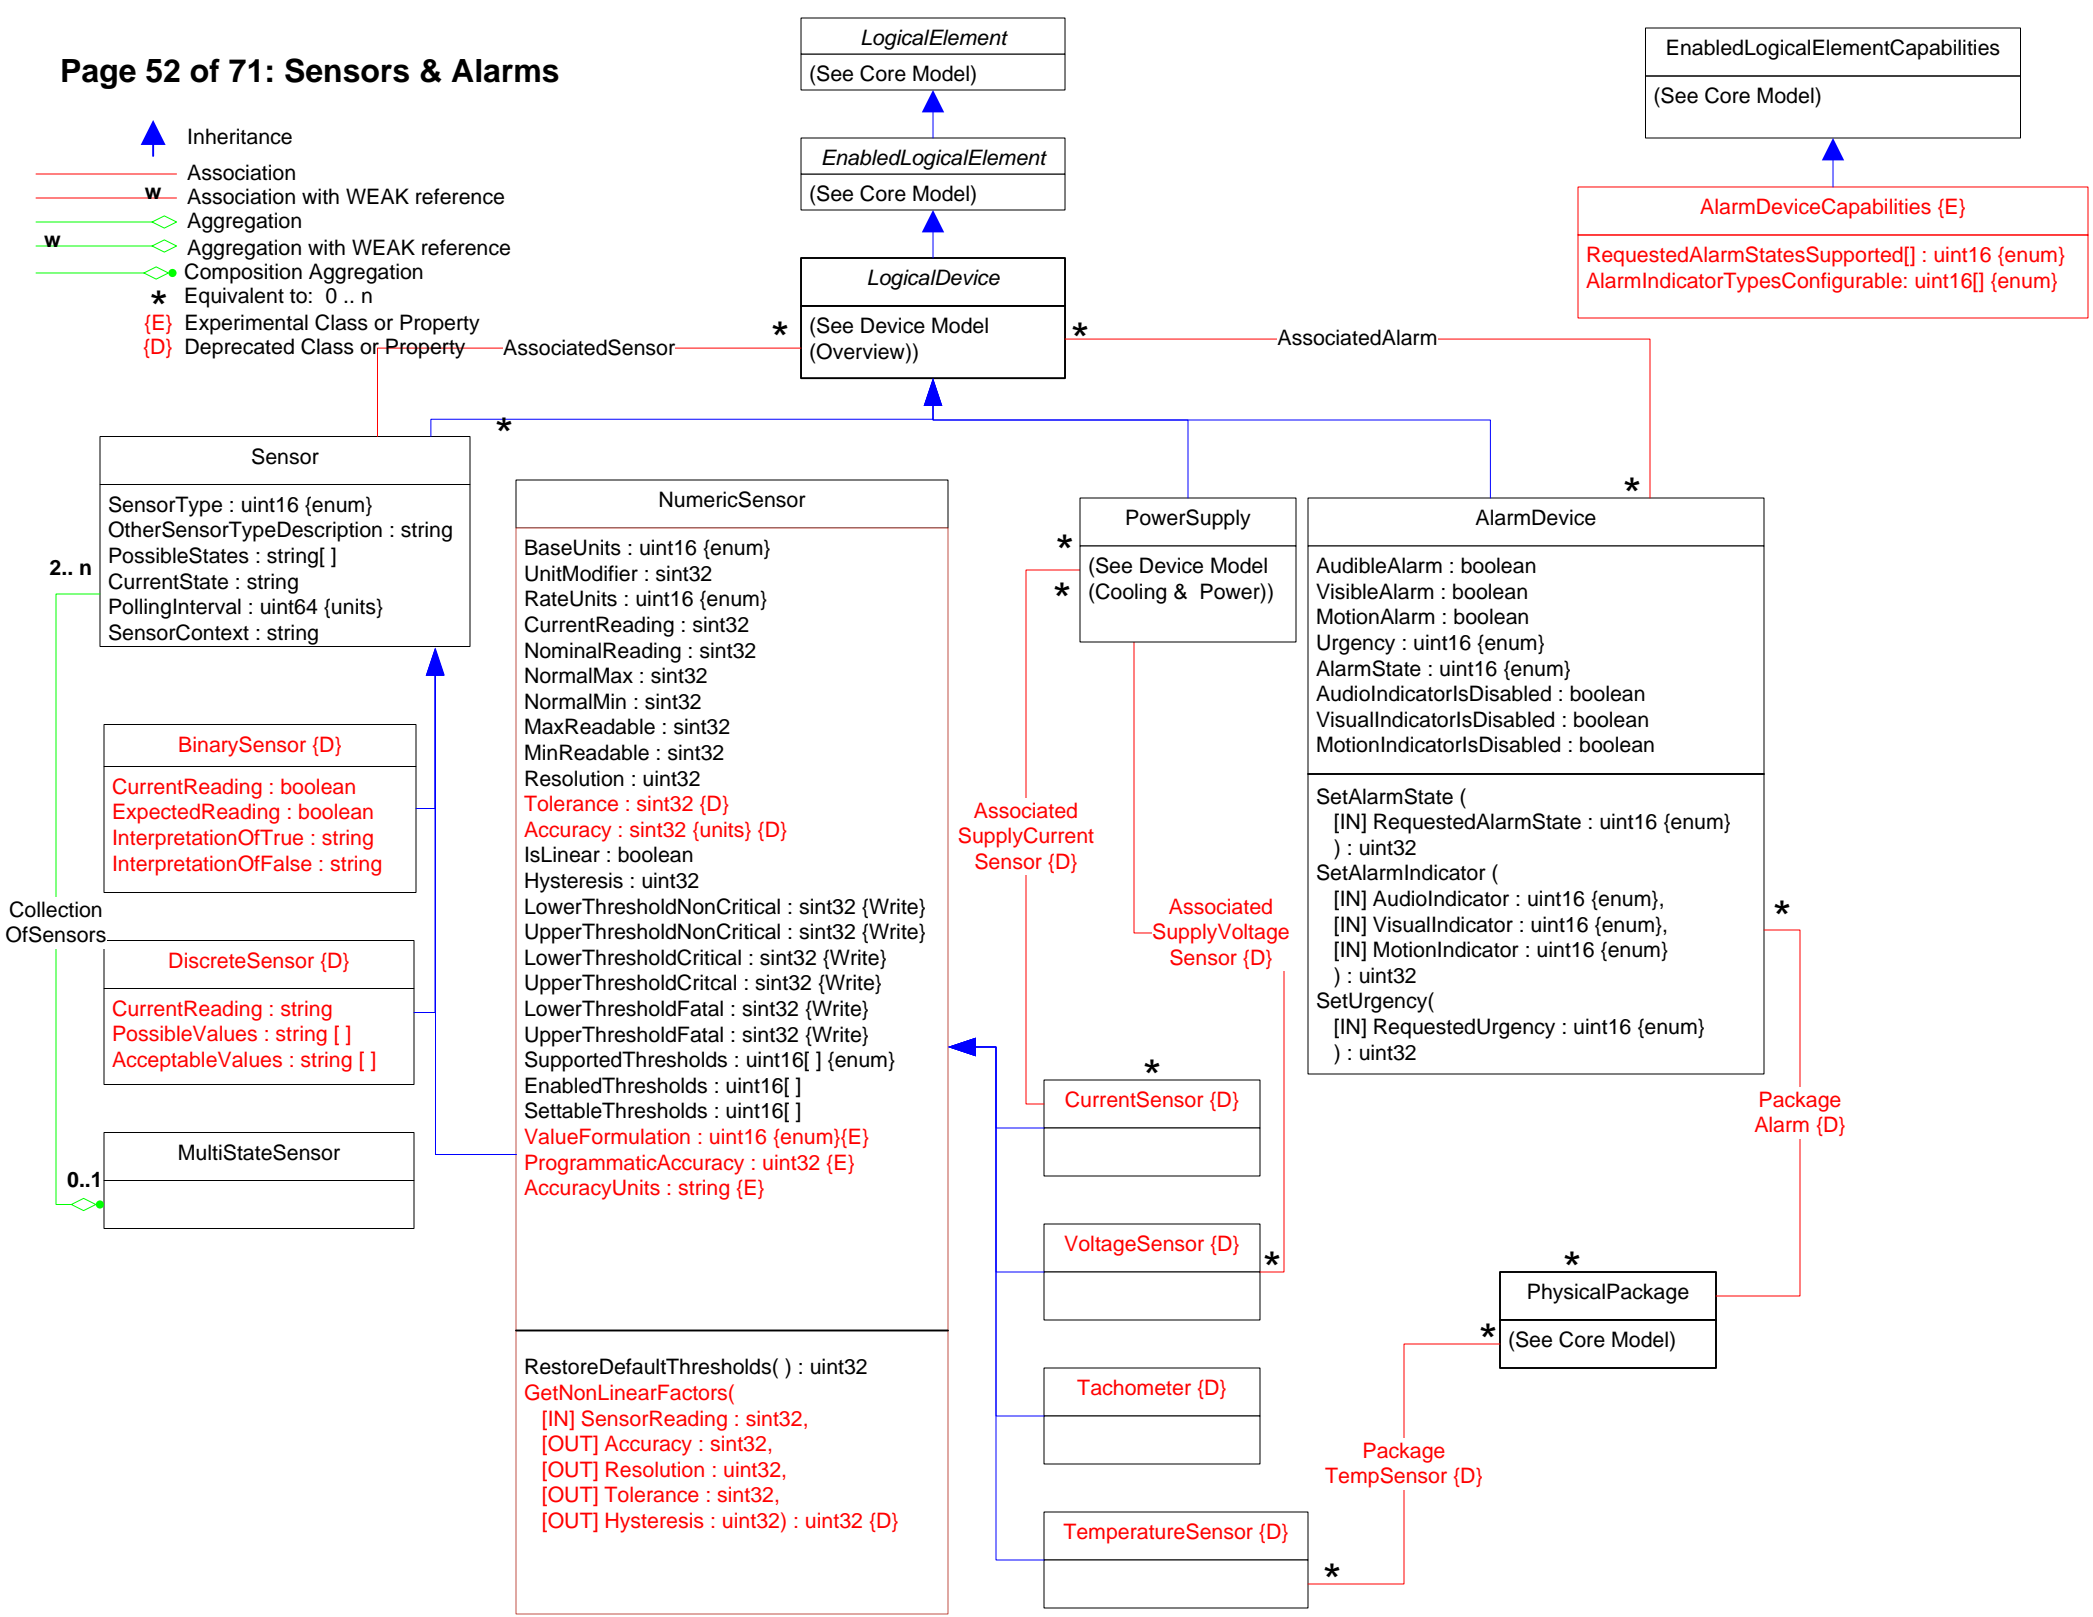 Page 52 of 71: Sensors & Alarms
Inheritance
Association
w
Association with WEAK reference
Aggregation
w
Aggregation with WEAK reference
Composition Aggregation
* Equivalent to: 0 .. n
{E} Experimental Class or Property
{D} Deprecated Class or Property
LogicalElement
(See Core Model)
EnabledLogicalElement
(See Core Model)
LogicalDevice
(See Device Model
(Overview))
EnabledLogicalElementCapabilities
(See Core Model)
AlarmDeviceCapabilities {E}
RequestedAlarmStatesSupported[] : uint16 {enum}
AlarmIndicatorTypesConfigurable: uint16[] {enum}
AssociatedSensor
*
*
AssociatedAlarm
*
*
Sensor
SensorType : uint16 {enum}
OtherSensorTypeDescription : string
PossibleStates : string[ ]
CurrentState : string
PollingInterval : uint64 {units}
SensorContext : string
2.. n
BinarySensor {D}
CurrentReading : boolean
ExpectedReading : boolean
InterpretationOfTrue : string
InterpretationOfFalse : string
Collection
OfSensors
DiscreteSensor {D}
CurrentReading : string
PossibleValues : string [ ]
AcceptableValues : string [ ]
MultiStateSensor
0..1
NumericSensor
BaseUnits : uint16 {enum}
UnitModifier : sint32
RateUnits : uint16 {enum}
CurrentReading : sint32
NominalReading : sint32
NormalMax : sint32
NormalMin : sint32
MaxReadable : sint32
MinReadable : sint32
Resolution : uint32
Tolerance : sint32 {D}
Accuracy : sint32 {units} {D}
IsLinear : boolean
Hysteresis : uint32
LowerThresholdNonCritical : sint32 {Write}
UpperThresholdNonCritical : sint32 {Write}
LowerThresholdCritical : sint32 {Write}
UpperThresholdCritcal : sint32 {Write}
LowerThresholdFatal : sint32 {Write}
UpperThresholdFatal : sint32 {Write}
SupportedThresholds : uint16[ ] {enum}
EnabledThresholds : uint16[ ]
SettableThresholds : uint16[ ]
ValueFormulation : uint16 {enum}{E}
ProgrammaticAccuracy : uint32 {E}
AccuracyUnits : string {E}
RestoreDefaultThresholds( ) : uint32
GetNonLinearFactors(
[IN] SensorReading : sint32,
[OUT] Accuracy : sint32,
[OUT] Resolution : uint32,
[OUT] Tolerance : sint32,
[OUT] Hysteresis : uint32) : uint32 {D}
PowerSupply
(See Device Model
(Cooling & Power))
*
*
Associated
SupplyCurrent
Sensor {D}
Associated
SupplyVoltage
Sensor {D}
AlarmDevice
AudibleAlarm : boolean
VisibleAlarm : boolean
MotionAlarm : boolean
Urgency : uint16 {enum}
AlarmState : uint16 {enum}
AudioIndicatorIsDisabled : boolean
VisualIndicatorIsDisabled : boolean
MotionIndicatorIsDisabled : boolean
SetAlarmState (
[IN] RequestedAlarmState : uint16 {enum}
) : uint32
SetAlarmIndicator (
[IN] AudioIndicator : uint16 {enum},
[IN] VisualIndicator : uint16 {enum},
[IN] MotionIndicator : uint16 {enum}
) : uint32
SetUrgency(
[IN] RequestedUrgency : uint16 {enum}
) : uint32
*
Package
Alarm {D}
*
CurrentSensor {D}
VoltageSensor {D}
*
Tachometer {D}
TemperatureSensor {D}
*
*
PhysicalPackage
(See Core Model)
*
Package
TempSensor {D}